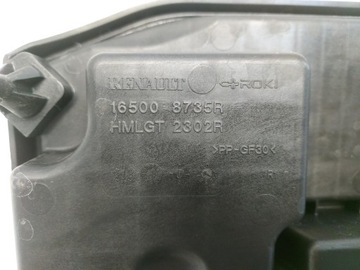 RENAULT ROKI
16500 8735R
HMLGT 2302R
>PP-GF30<